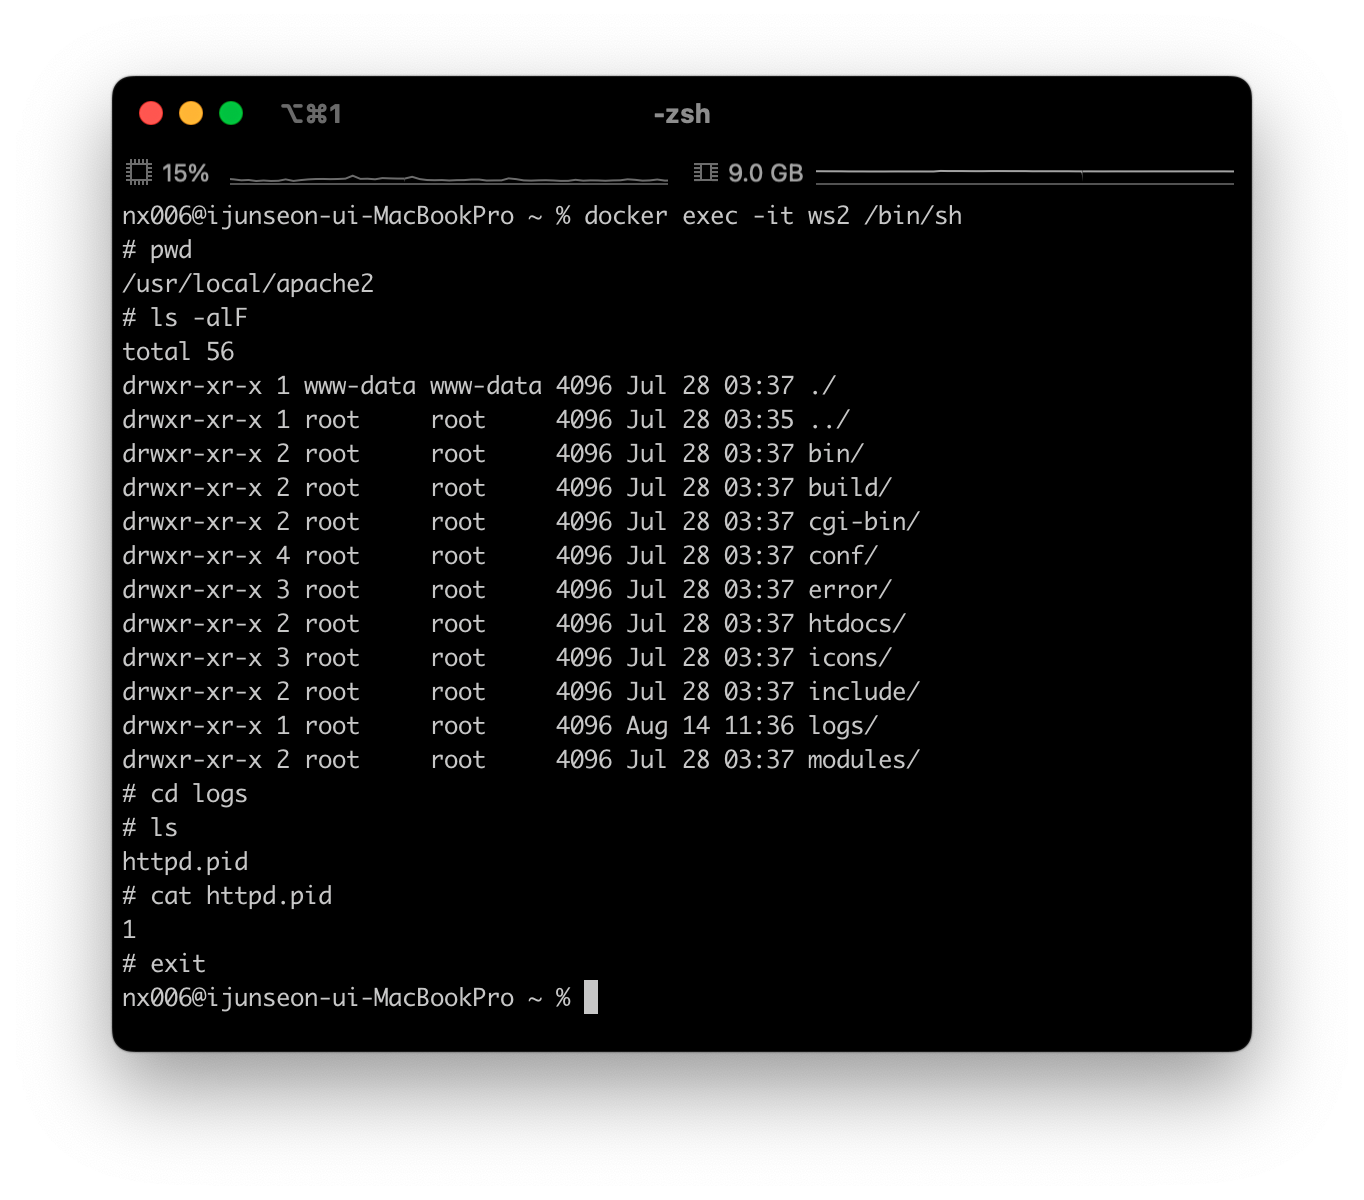 ⌥⌘1 -zsh
15% 9.0 GB
nx006@ijunseon-ui-MacBookPro ~ % docker exec -it ws2 /bin/sh
# pwd
/usr/local/apache2
# ls -alF
total 56
drwxr-xr-x 1 www-data www-data 4096 Jul 28 03:37 ./
drwxr-xr-x 1 root     root     4096 Jul 28 03:35 ../
drwxr-xr-x 2 root     root     4096 Jul 28 03:37 bin/
drwxr-xr-x 2 root     root     4096 Jul 28 03:37 build/
drwxr-xr-x 2 root     root     4096 Jul 28 03:37 cgi-bin/
drwxr-xr-x 4 root     root     4096 Jul 28 03:37 conf/
drwxr-xr-x 3 root     root     4096 Jul 28 03:37 error/
drwxr-xr-x 2 root     root     4096 Jul 28 03:37 htdocs/
drwxr-xr-x 3 root     root     4096 Jul 28 03:37 icons/
drwxr-xr-x 2 root     root     4096 Jul 28 03:37 include/
drwxr-xr-x 1 root     root     4096 Aug 14 11:36 logs/
drwxr-xr-x 2 root     root     4096 Jul 28 03:37 modules/
# cd logs
# ls
httpd.pid
# cat httpd.pid
1
# exit
nx006@ijunseon-ui-MacBookPro ~ %